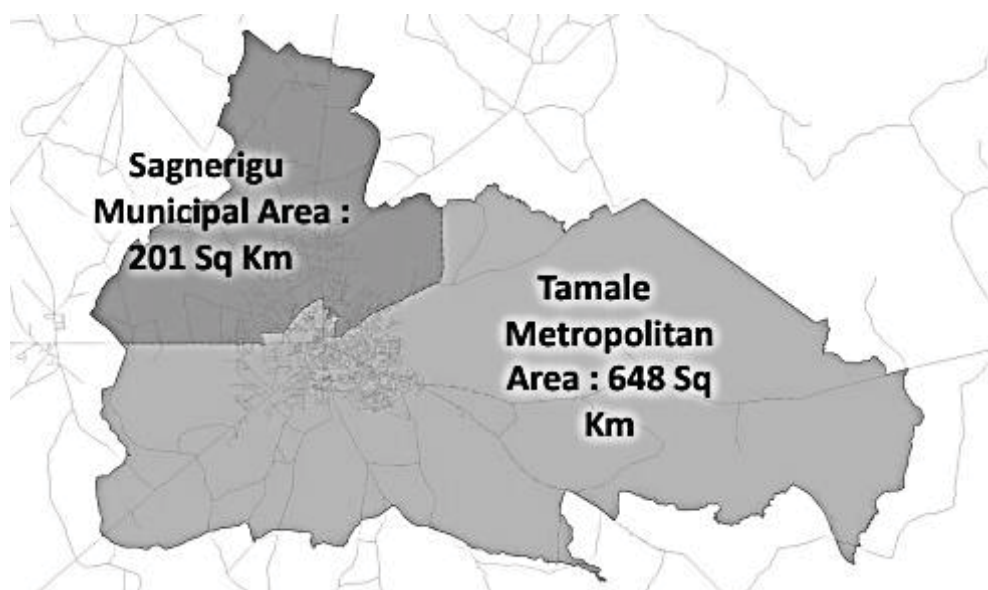 Sagnerigu
Municipal Area :
201 Sq Km
Tamale
Metropolitan
Area : 648 Sq
Km